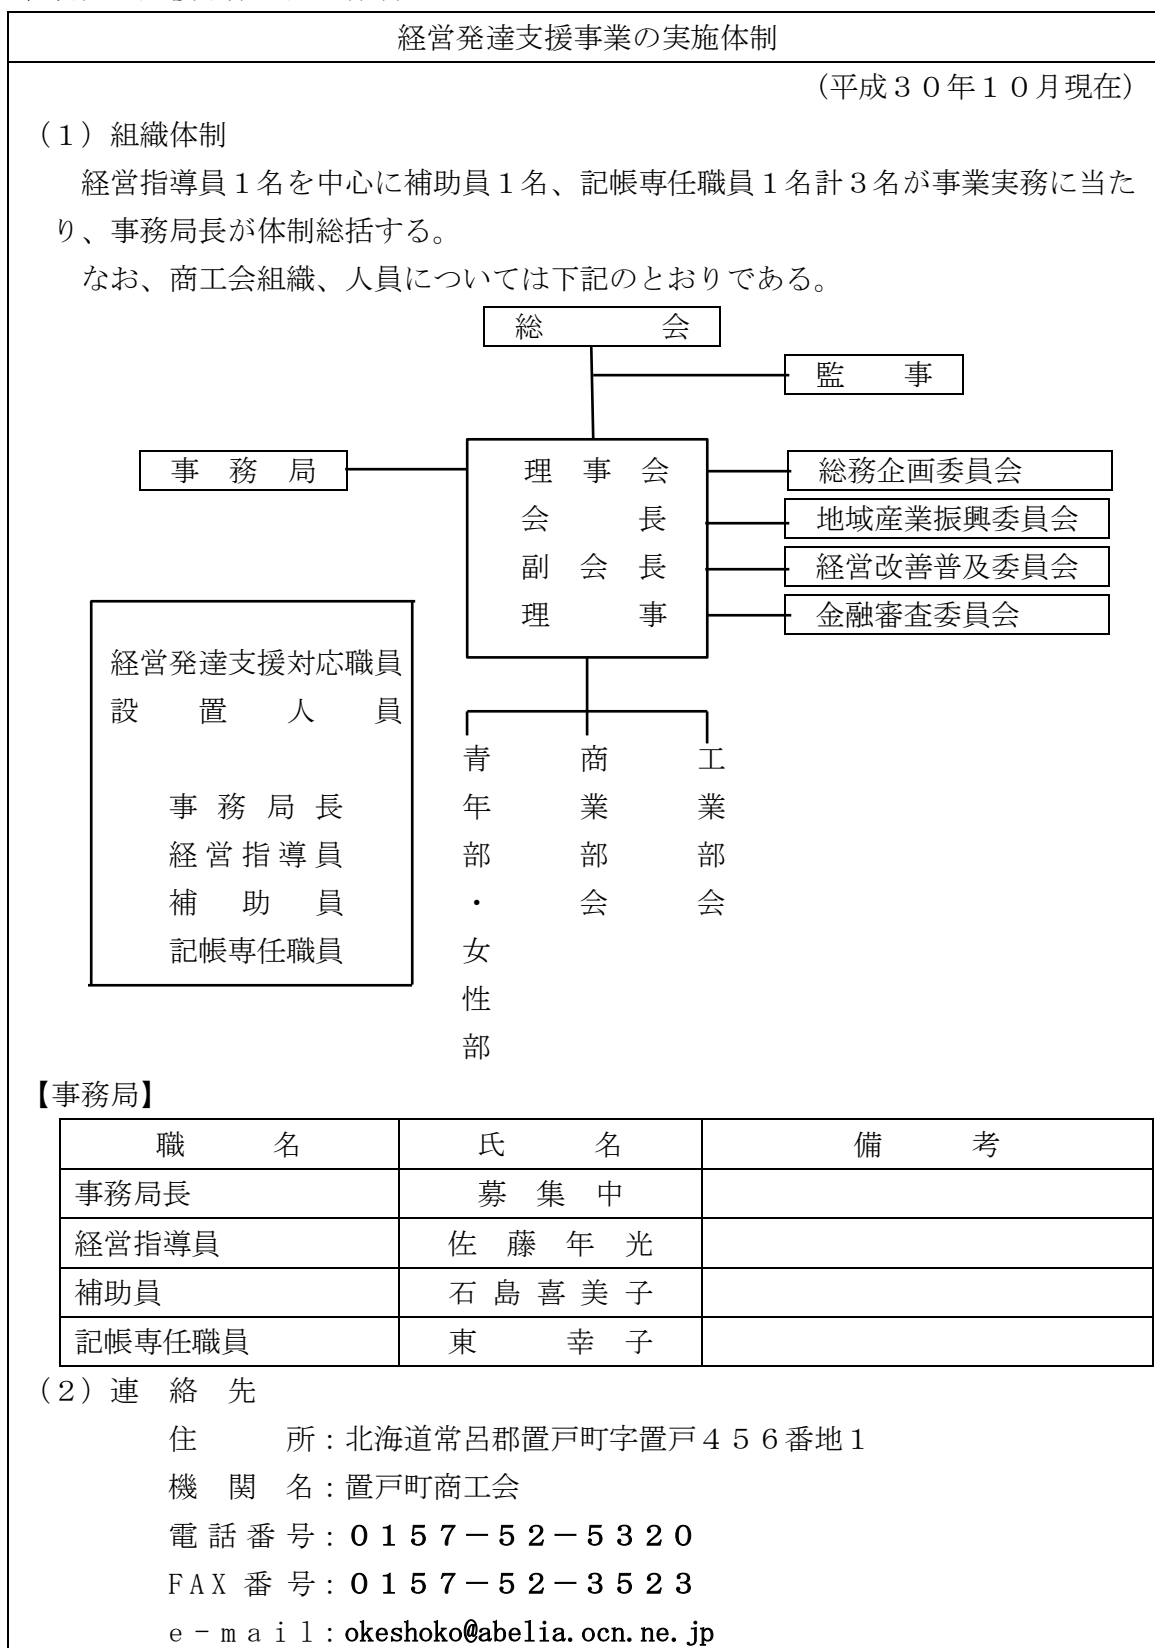 経営発達支援事業の実施体制
（平成３０年１０月現在）
（１）組織体制
経営指導員１名を中心に補助員１名、記帳専任職員１名計３名が事業実務に当た
り、事務局長が体制総括する。
なお、商工会組織、人員については下記のとおりである。
総　　　　会
監　　事
事　務　局
理　事　会
会　　　長
副　会　長
理　　　事
総務企画委員会
地域産業振興委員会
経営改善普及委員会
金融審査委員会
経営発達支援対応職員
設　置　人　員
事務局長
経営指導員
補　助　員
記帳専任職員
青年部・女性部
商業部会
工業部会
【事務局】
職　　　名　氏　　　名　備　　　考
事務局長　募　集　中
経営指導員　佐　藤　年　光
補助員　石島喜美子
記帳専任職員　東　　　幸　子
（２）連　絡　先
住　　　所：北海道常呂郡置戸町字置戸４５６番地１
機　関　名：置戸町商工会
電話番号：０１５７－５２－５３２０
FAX 番号：０１５７－５２－３５２３
e－mail：okeshoko@abelia.ocn.ne.jp